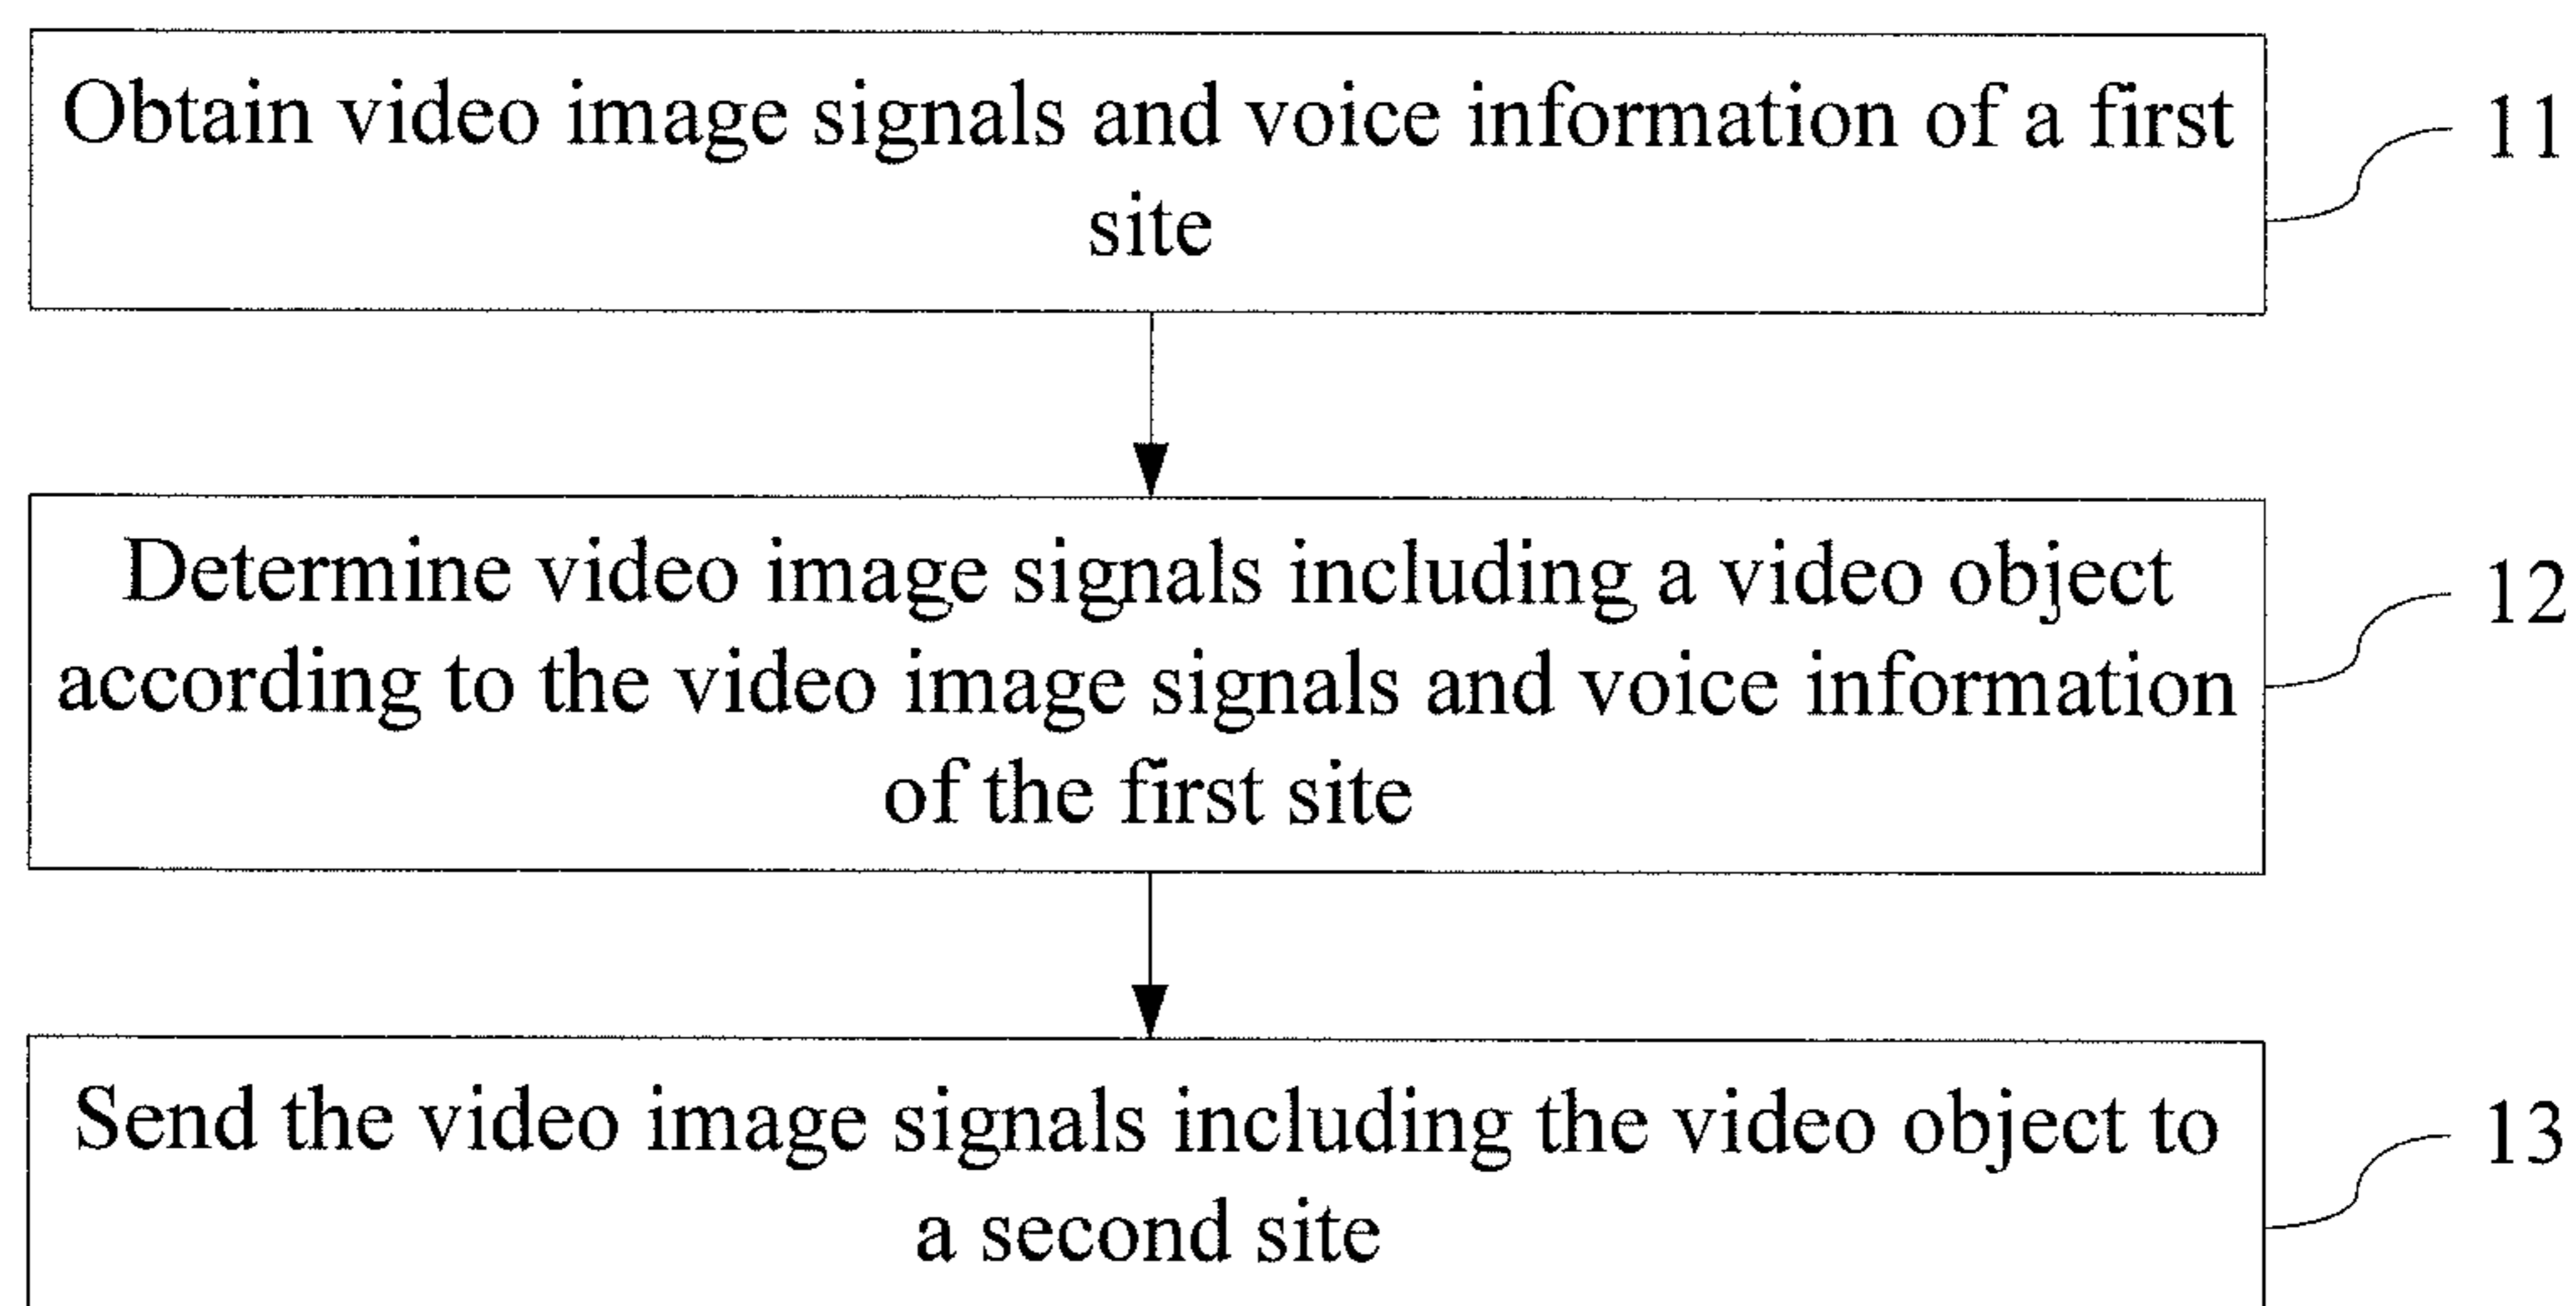 Obtain video image signals and voice information of a first
site
11
Determine video image signals including a video object
according to the video image signals and voice information
of the first site
12
Send the video image signals including the video object to
a second site
13